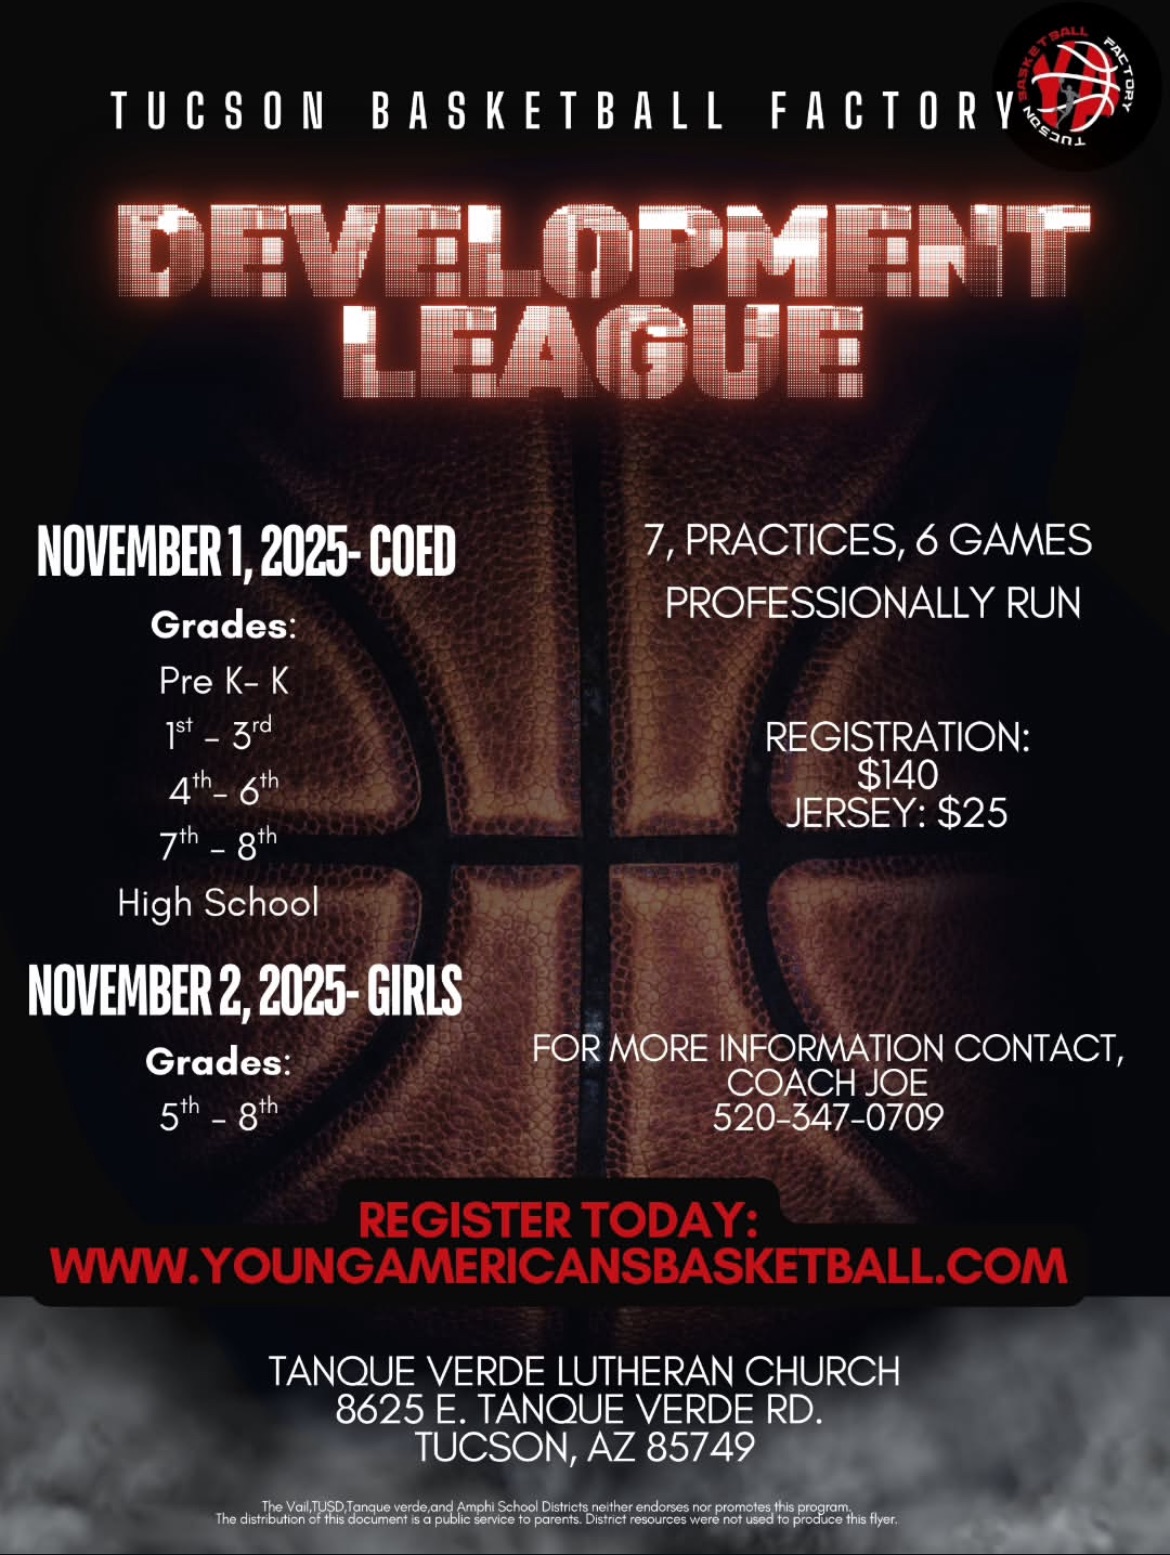 TUCSON BASKETBALL FACTORY
BASKETBALL FACTORY
TUCSON
YA
DEVELOPMENT
LEAGUE
NOVEMBER 1, 2025- COED
Grades:
Pre K- K
1st - 3rd
4th- 6th
7th - 8th
High School
NOVEMBER 2, 2025- GIRLS
Grades:
5th - 8th
7, PRACTICES, 6 GAMES
PROFESSIONALLY RUN
REGISTRATION:
$140
JERSEY: $25
FOR MORE INFORMATION CONTACT,
COACH JOE
520-347-0709
REGISTER TODAY:
WWW.YOUNGAMERICANSBASKETBALL.COM
TANQUE VERDE LUTHERAN CHURCH
8625 E. TANQUE VERDE RD.
TUCSON, AZ 85749
The Vail,TUSD,Tanque verde,and Amphi School Districts neither endorses nor promotes this program.
The distribution of this document is a public service to parents. District resources were not used to produce this flyer.